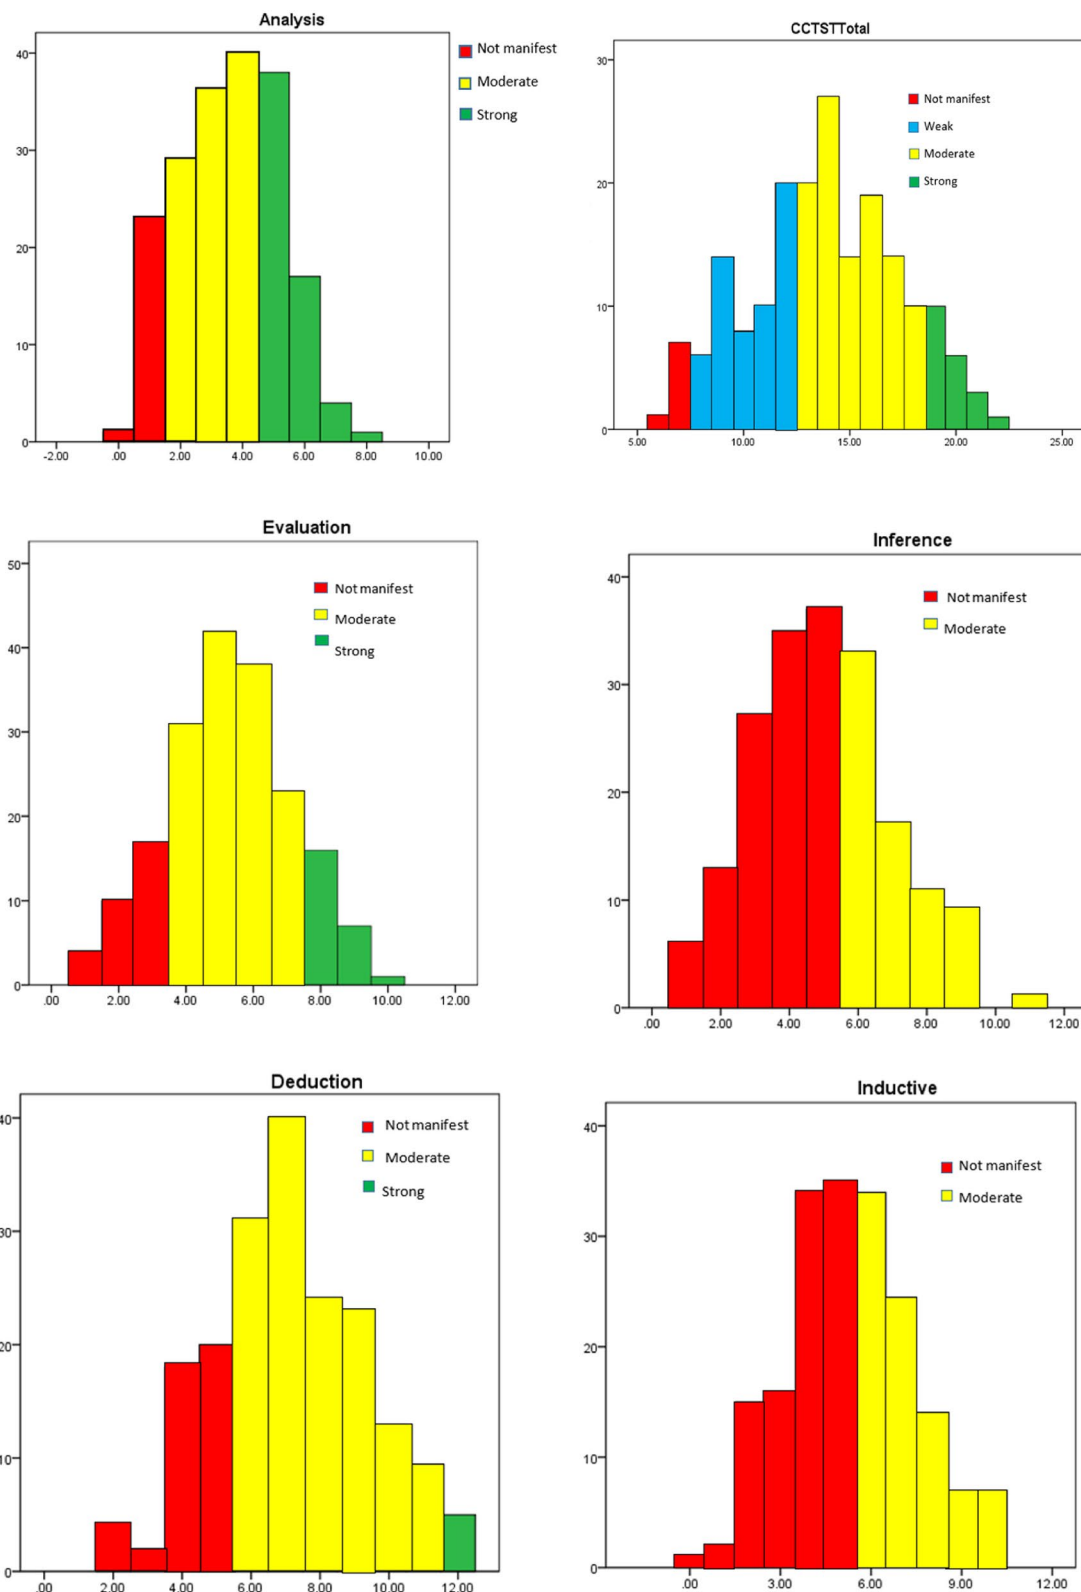 Analysis
40
30
20
10
0
-2.00 .00 2.00 4.00 6.00 8.00 10.00
Not manifest
Moderate
Strong
CCTSTTotal
30
20
10
0
5.00 10.00 15.00 20.00 25.00
Not manifest
Weak
Moderate
Strong
Evaluation
50
40
30
20
10
0
.00 2.00 4.00 6.00 8.00 10.00 12.00
Not manifest
Moderate
Strong
Inference
40
30
20
10
0
.00 2.00 4.00 6.00 8.00 10.00 12.00
Not manifest
Moderate
Deduction
40
30
20
10
0
.00 2.00 4.00 6.00 8.00 10.00 12.00
Not manifest
Moderate
Strong
Inductive
40
30
20
10
0
.00 3.00 6.00 9.00 12.00
Not manifest
Moderate